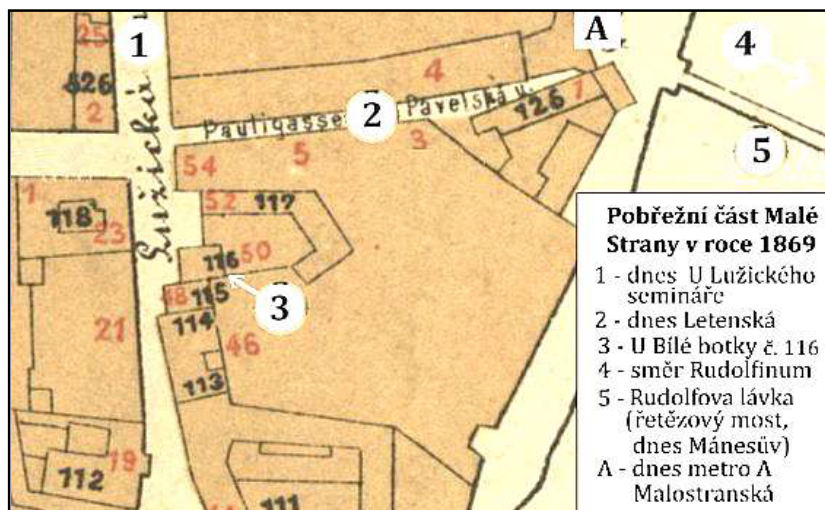 25
1
A
4
826
2
4
Pauligasse
2
Pavelská u.
126
1
3
5
5
54
Lužická
1
118
23
52
117
116
50
48
115
3
114
46
21
113
19
112
111
Pobřežní část Malé
Strany v roce 1869
1 - dnes U Lužického
semináře
2 - dnes Letenská
3 - U Bílé botky č. 116
4 - směr Rudolfinum
5 - Rudolfova lávka
(řetězový most,
dnes Mánesův)
A - dnes metro A
Malostranská